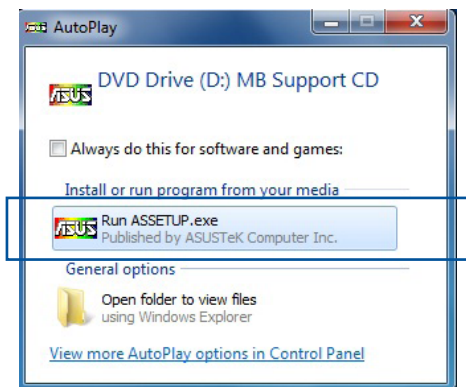 AutoPlay
DVD Drive (D:) MB Support CD
Always do this for software and games:
Install or run program from your media
Run ASSETUP.exe
Published by ASUSTeK Computer Inc.
General options
Open folder to view files
using Windows Explorer
View more AutoPlay options in Control Panel